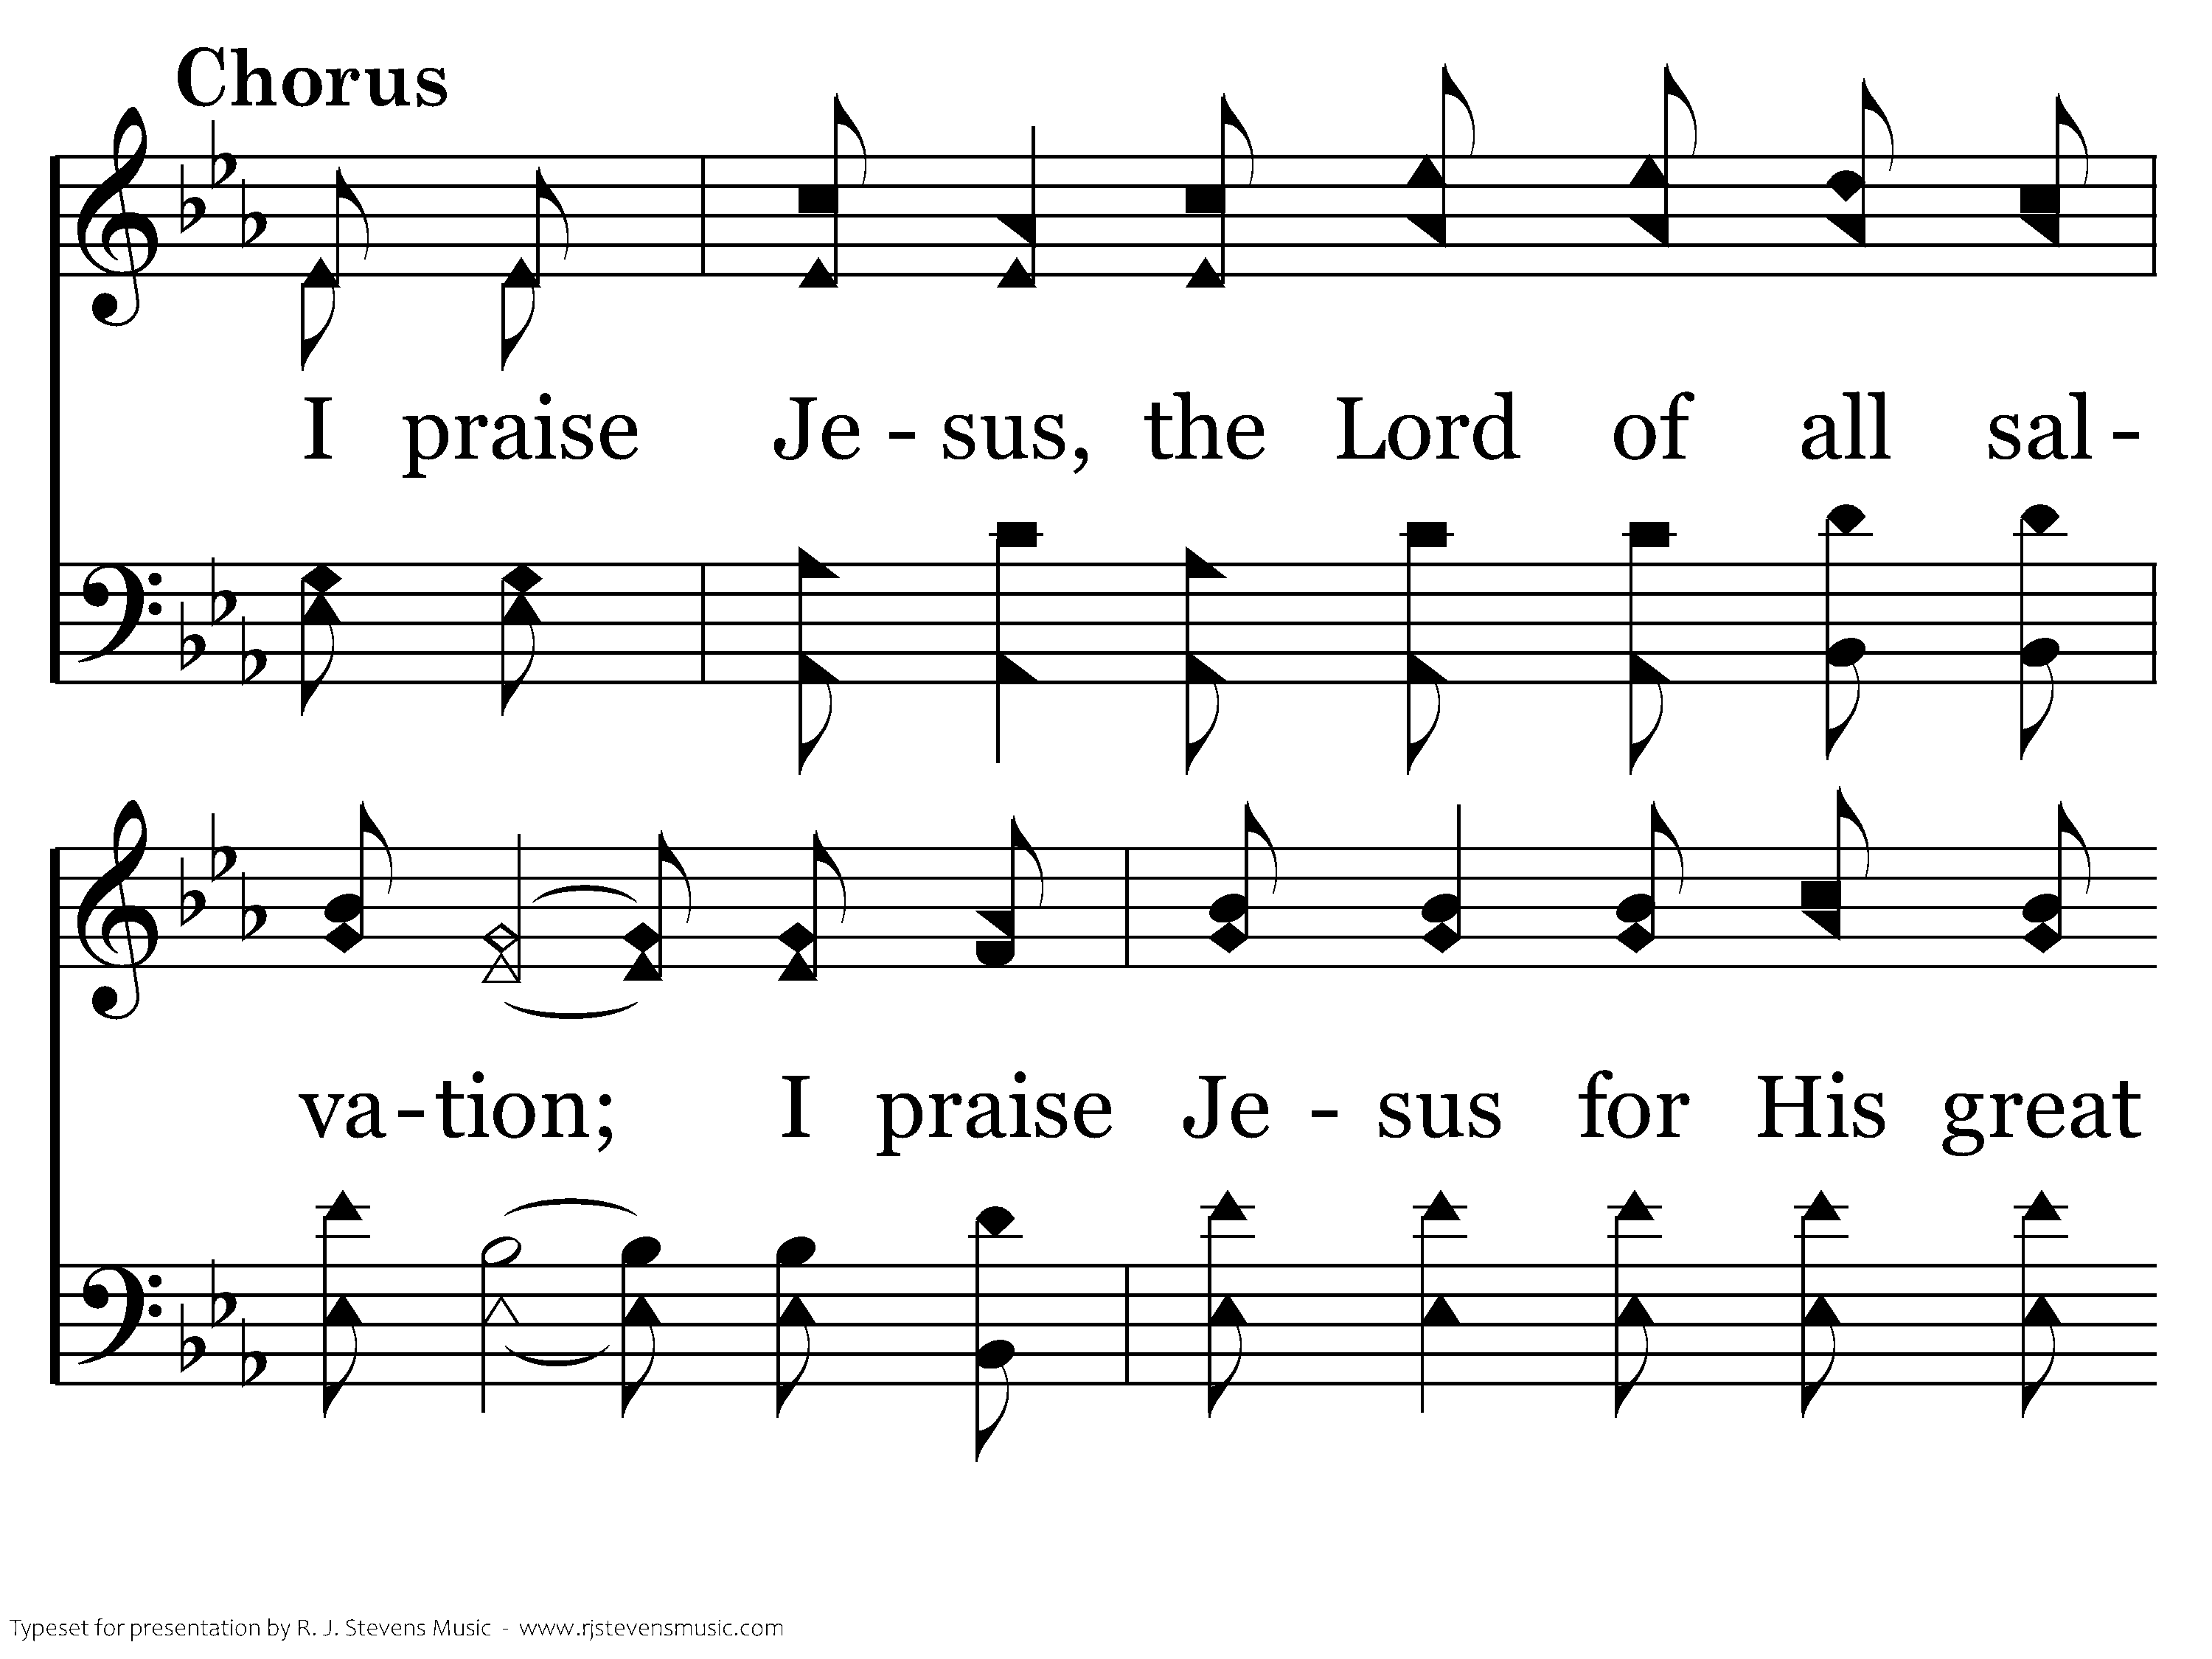 Chorus
I praise Je - sus, the Lord of all sal -
va - tion; I praise Je - sus for His great
Typeset for presentation by R. J. Stevens Music - www.rjstevensmusic.com